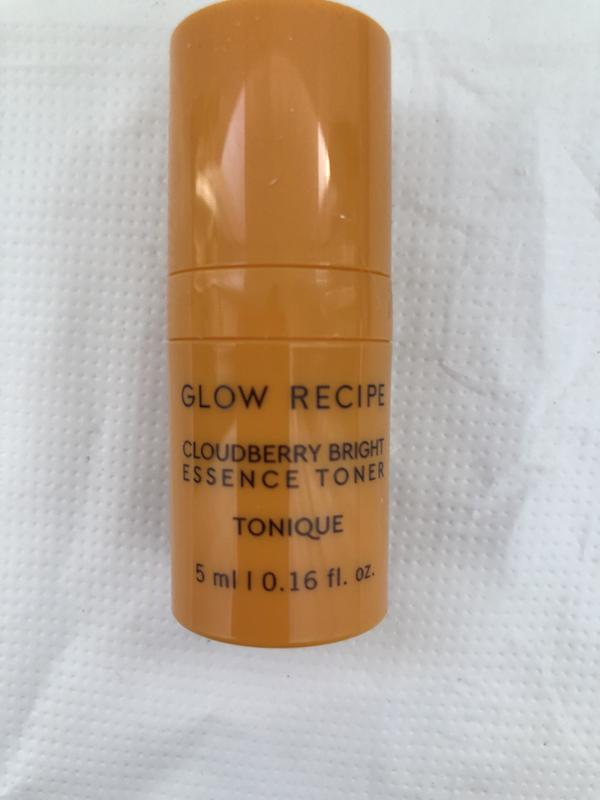 GLOW RECIPE
CLOUDBERRY BRIGHT
ESSENCE TONER
TONIQUE
5 ml | 0.16 fl. oz.